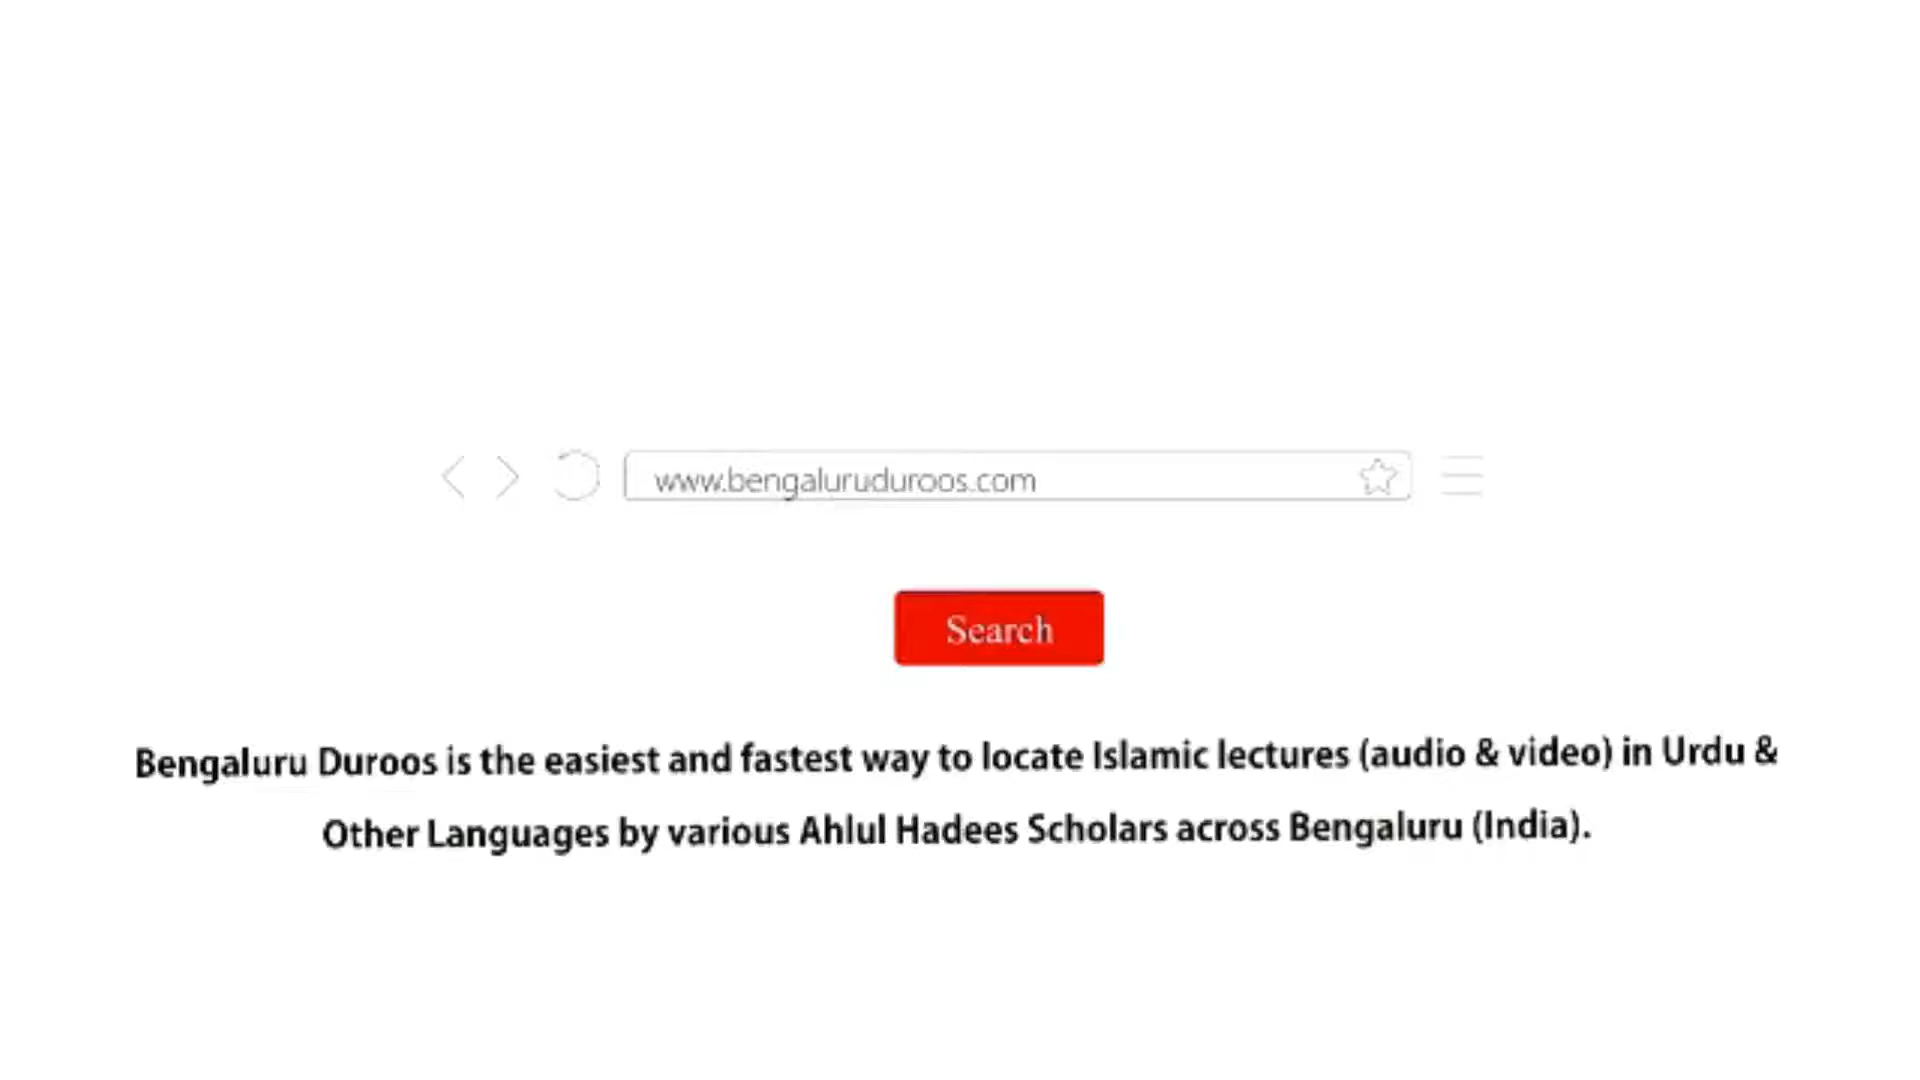 www.bengaluruduroos.com
Search
Bengaluru Duroos is the easiest and fastest way to locate Islamic lectures (audio & video) in Urdu &
Other Languages by various Ahlul Hadees Scholars across Bengaluru (India).